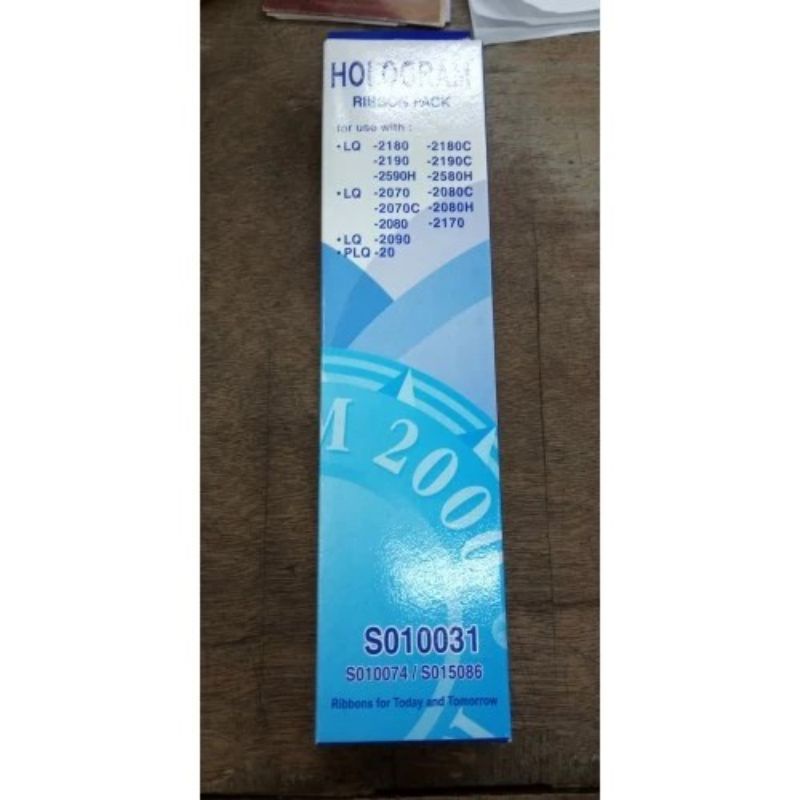 HOLOGRAM
RIBBON PACK
for use with :
• LQ -2180 -2180C
-2190 -2190C
-2590H -2580H
• LQ -2070 -2080C
-2070C -2080H
-2080 -2170
• LQ -2090
• PLQ -20
M 2000
S010031
S010074 / S015086
Ribbons for Today and Tomorrow